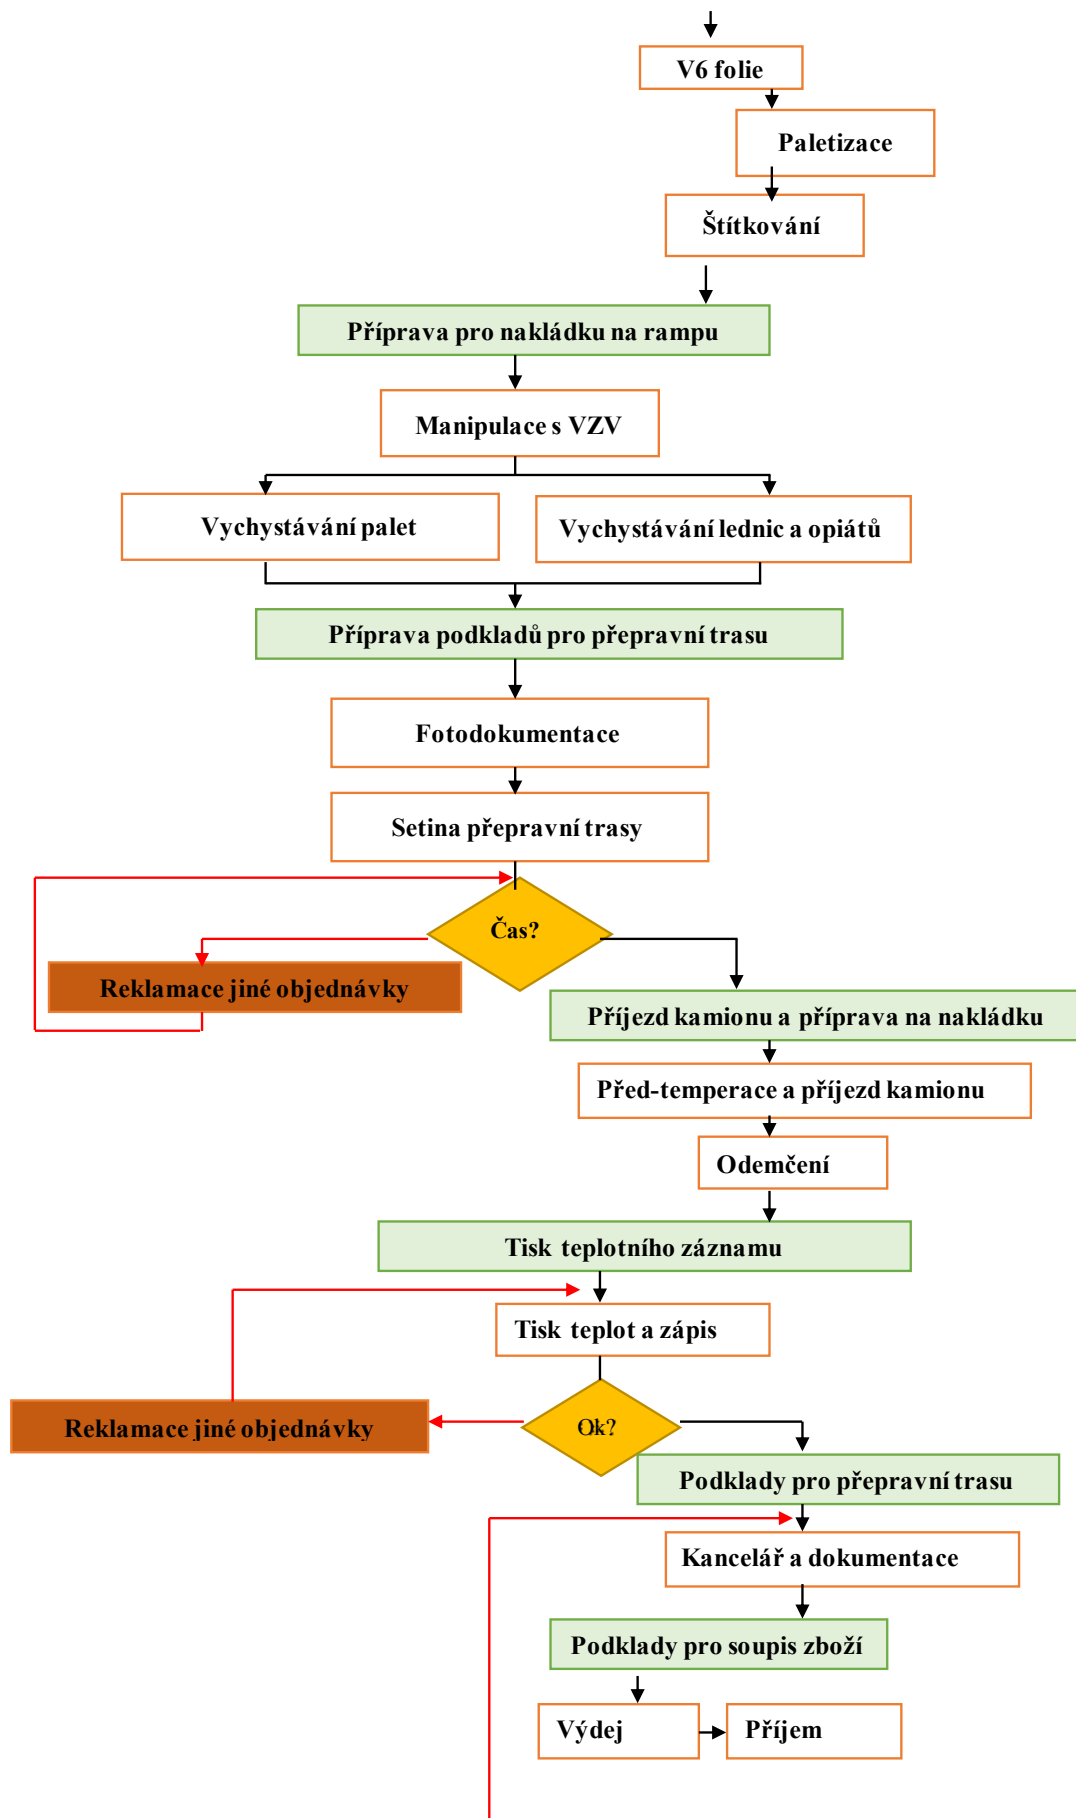 V6 folie
Paletizace
Štítkování
Příprava pro nakládku na rampu
Manipulace s VZV
Vychystávání palet
Vychystávání lednic a opiátů
Příprava podkladů pro přepravní trasu
Fotodokumentace
Setina přepravní trasy
Čas?
Reklamace jiné objednávky
Příjezd kamionu a příprava na nakládku
Před-temperace a příjezd kamionu
Odemčení
Tisk teplotního záznamu
Tisk teplot a zápis
Reklamace jiné objednávky
Ok?
Podklady pro přepravní trasu
Kancelář a dokumentace
Podklady pro soupis zboží
Výdej
Příjem